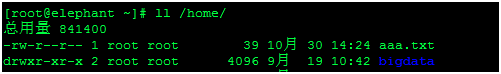 [root@elephant ~]# ll /home/
总用量 841400
-rw-r--r-- 1 root root        39 10月 30 14:24 aaa.txt
drwxr-xr-x 2 root root      4096 9月  19 10:42 bigdata